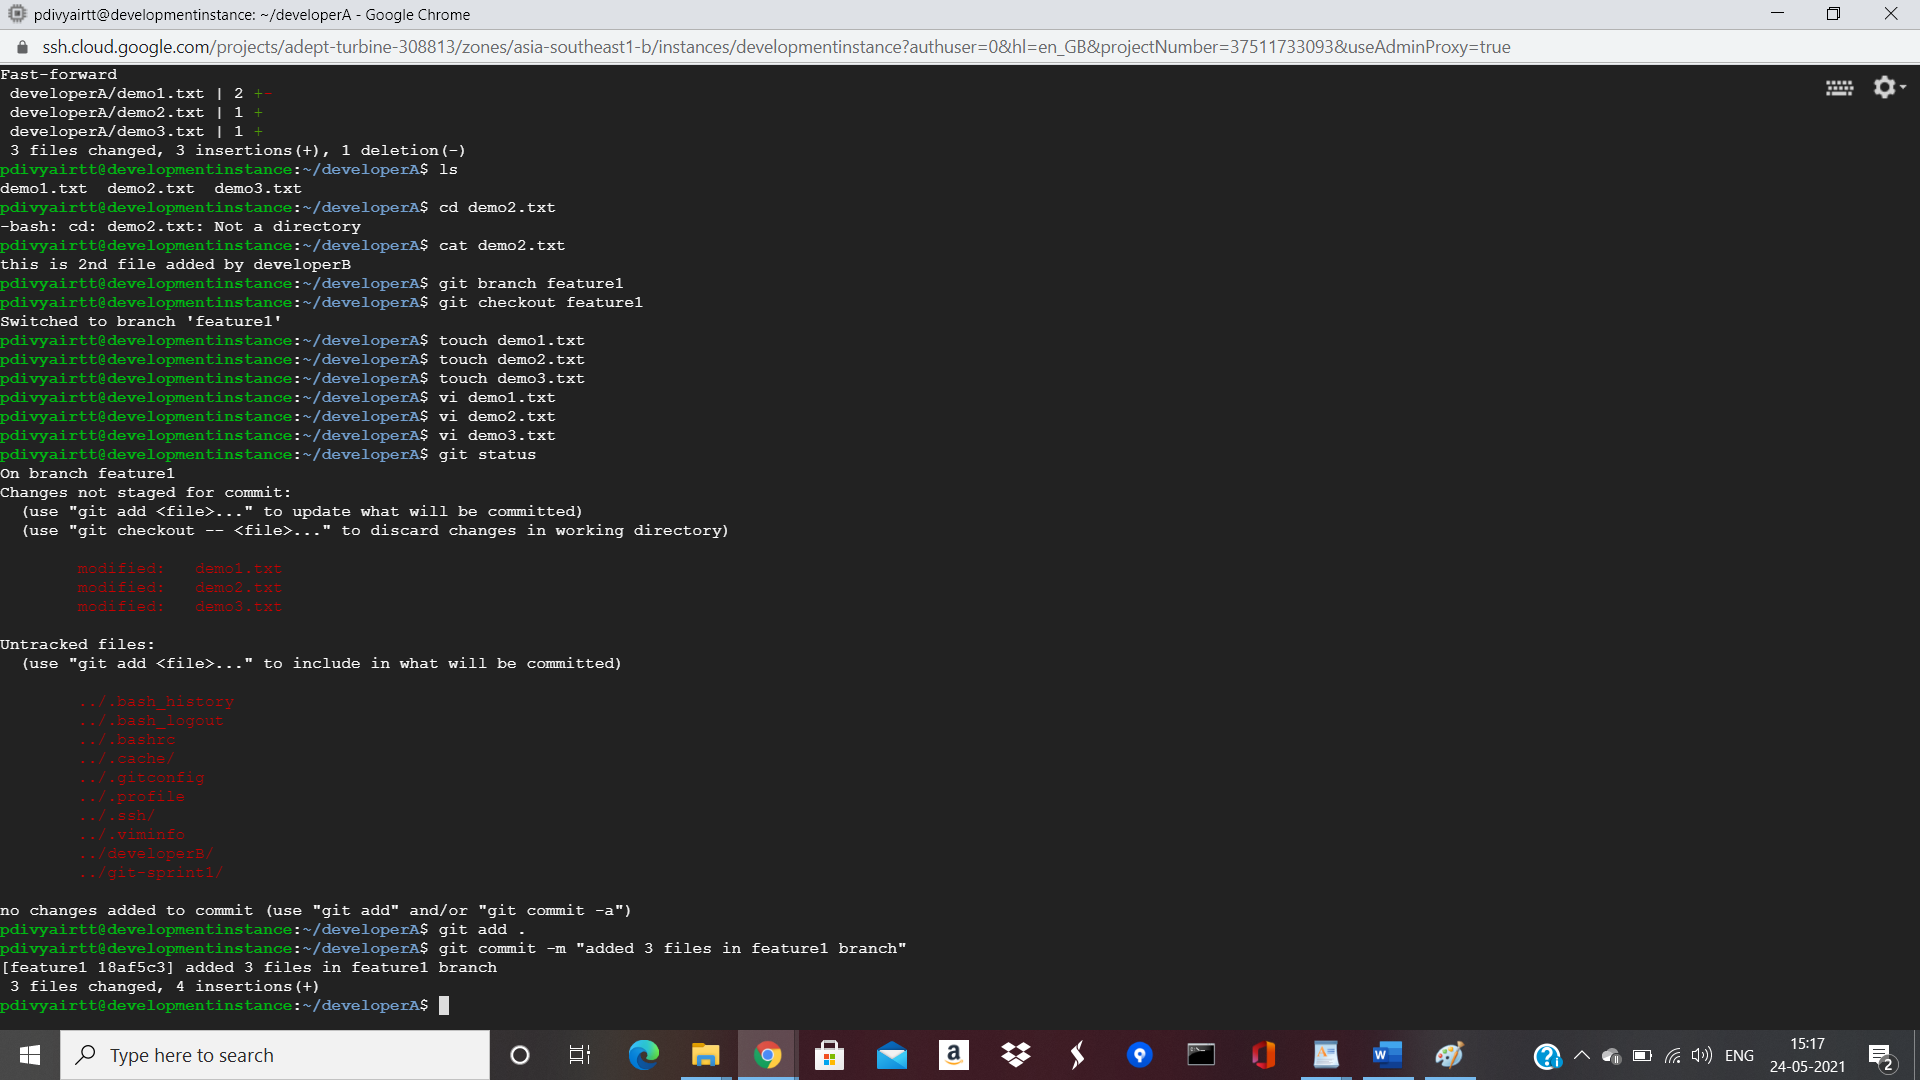 pdivyairtt@developmentinstance: ~/developerA - Google Chrome
ssh.cloud.google.com/projects/adept-turbine-308813/zones/asia-southeast1-b/instances/developmentinstance?authuser=0&hl=en_GB&projectNumber=37511733093&useAdminProxy=true
Fast-forward
 developerA/demo1.txt | 2 +-
 developerA/demo2.txt | 1 +
 developerA/demo3.txt | 1 +
 3 files changed, 3 insertions(+), 1 deletion(-)
pdivyairtt@developmentinstance:~/developerA$ ls
demo1.txt  demo2.txt  demo3.txt
pdivyairtt@developmentinstance:~/developerA$ cd demo2.txt
-bash: cd: demo2.txt: Not a directory
pdivyairtt@developmentinstance:~/developerA$ cat demo2.txt
this is 2nd file added by developerB
pdivyairtt@developmentinstance:~/developerA$ git branch feature1
pdivyairtt@developmentinstance:~/developerA$ git checkout feature1
Switched to branch 'feature1'
pdivyairtt@developmentinstance:~/developerA$ touch demo1.txt
pdivyairtt@developmentinstance:~/developerA$ touch demo2.txt
pdivyairtt@developmentinstance:~/developerA$ touch demo3.txt
pdivyairtt@developmentinstance:~/developerA$ vi demo1.txt
pdivyairtt@developmentinstance:~/developerA$ vi demo2.txt
pdivyairtt@developmentinstance:~/developerA$ vi demo3.txt
pdivyairtt@developmentinstance:~/developerA$ git status
On branch feature1
Changes not staged for commit:
  (use "git add <file>..." to update what will be committed)
  (use "git checkout -- <file>..." to discard changes in working directory)
        modified:   demo1.txt
        modified:   demo2.txt
        modified:   demo3.txt
Untracked files:
  (use "git add <file>..." to include in what will be committed)
        ../.bash_history
        ../.bash_logout
        ../.bashrc
        ../.cache/
        ../.gitconfig
        ../.profile
        ../.ssh/
        ../.viminfo
        ../developerB/
        ../git-sprint1/
no changes added to commit (use "git add" and/or "git commit -a")
pdivyairtt@developmentinstance:~/developerA$ git add .
pdivyairtt@developmentinstance:~/developerA$ git commit -m "added 3 files in feature1 branch"
[feature1 18af5c3] added 3 files in feature1 branch
 3 files changed, 4 insertions(+)
pdivyairtt@developmentinstance:~/developerA$
Type here to search
ENG
15:17
24-05-2021
2